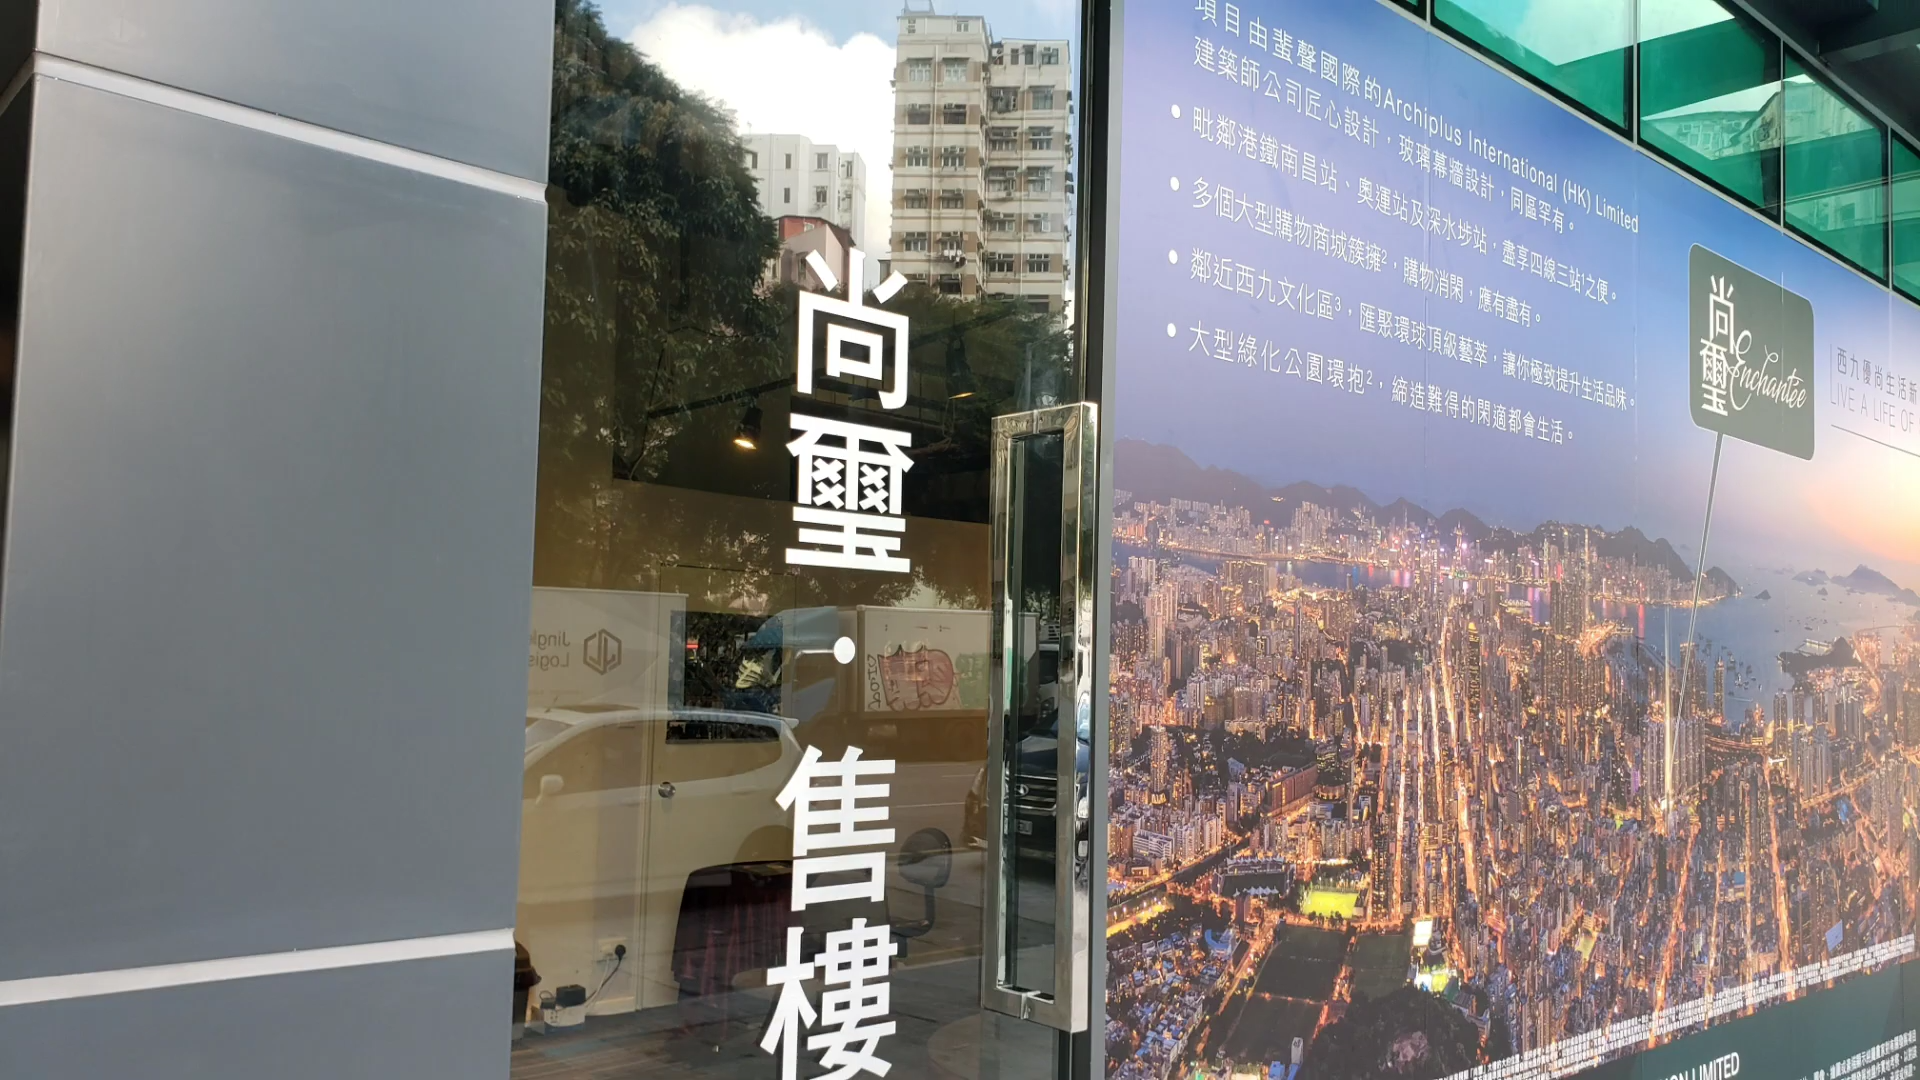 尚璽·售樓
項目由蜚聲國際的Archiplus International (HK) Limited
建築師公司匠心設計，玻璃幕牆設計，同區罕有。
• 毗鄰港鐵南昌站、奧運站及深水埗站，盡享四線三站¹之便。
• 多個大型購物商城簇擁²，購物消閑，應有盡有。
• 鄰近西九文化區³，匯聚環球頂級藝萃，讓你極致提升生活品味。
• 大型綠化公園環抱²，締造難得的閑適都會生活。
尚璽
Enchantée
西九優尚生活新
LIVE A LIFE OF
LIMITED